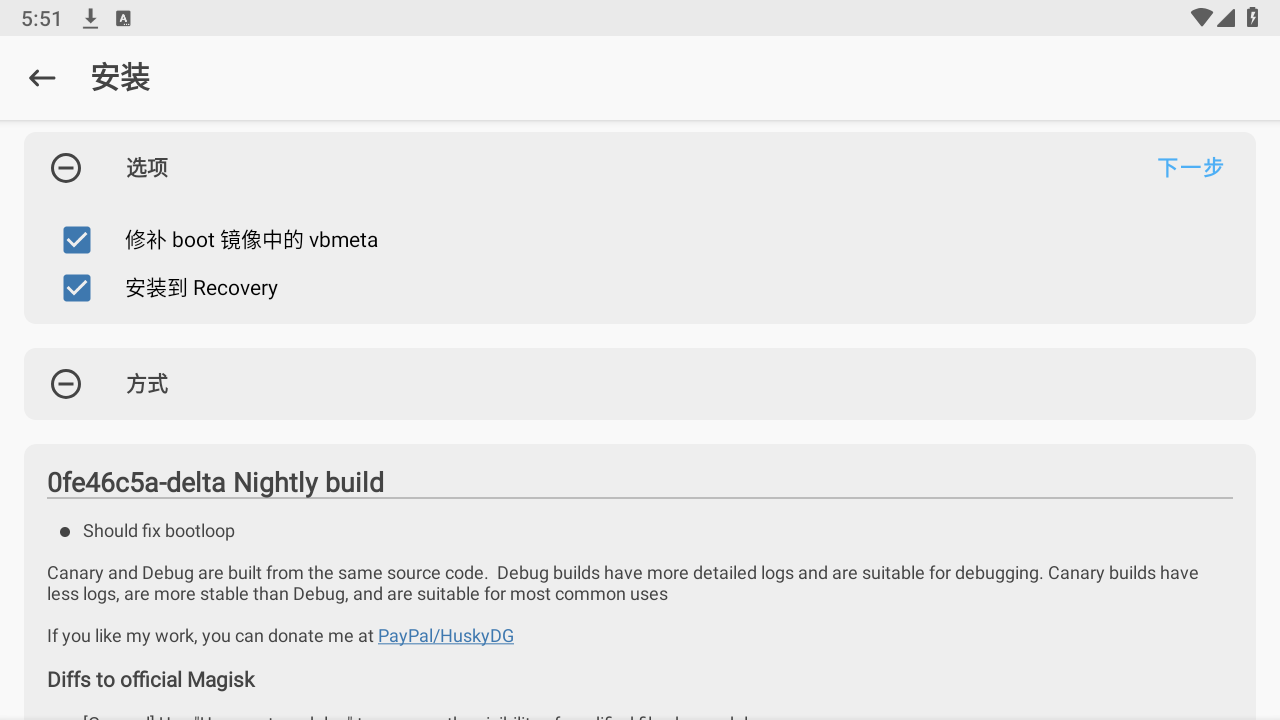 5:51
安装
选项
下一步
修补 boot 镜像中的 vbmeta
安装到 Recovery
方式
0fe46c5a-delta Nightly build
Should fix bootloop
Canary and Debug are built from the same source code.  Debug builds have more detailed logs and are suitable for debugging. Canary builds have
less logs, are more stable than Debug, and are suitable for most common uses
If you like my work, you can donate me at PayPal/HuskyDG
Diffs to official Magisk